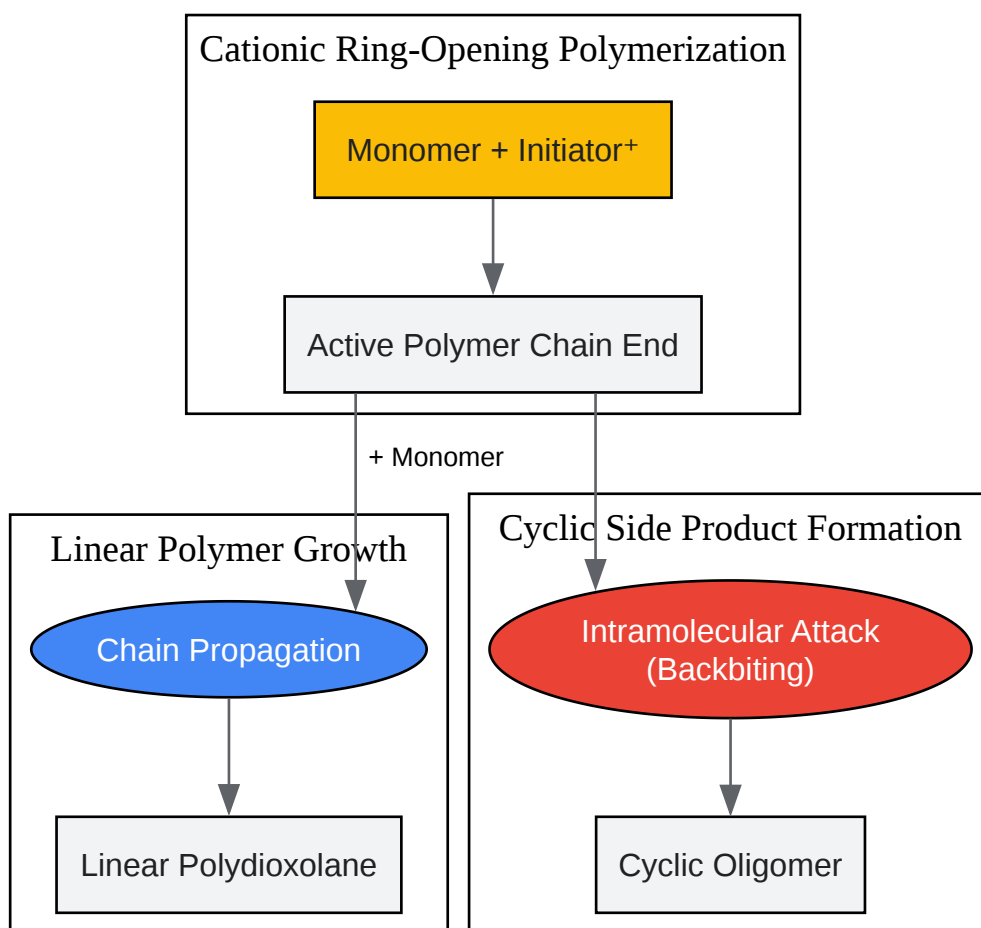 Cationic Ring-Opening Polymerization
Monomer + Initiator⁺
Active Polymer Chain End
+ Monomer
Linear Polymer Growth
Chain Propagation
Linear Polydioxolane
Cyclic Side Product Formation
Intramolecular Attack
(Backbiting)
Cyclic Oligomer